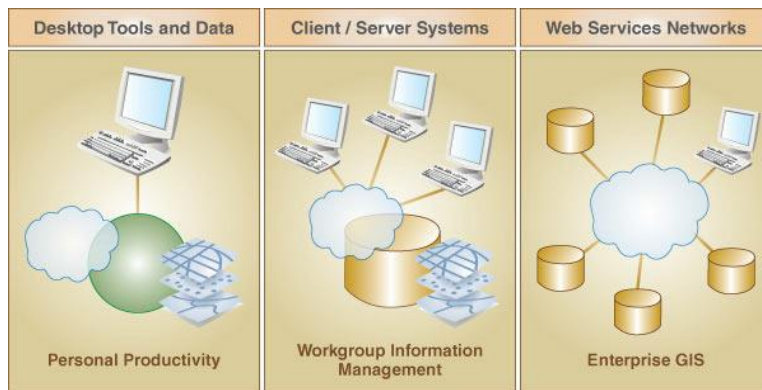 Desktop Tools and Data
Client / Server Systems
Web Services Networks
Personal Productivity
Workgroup Information
Management
Enterprise GIS